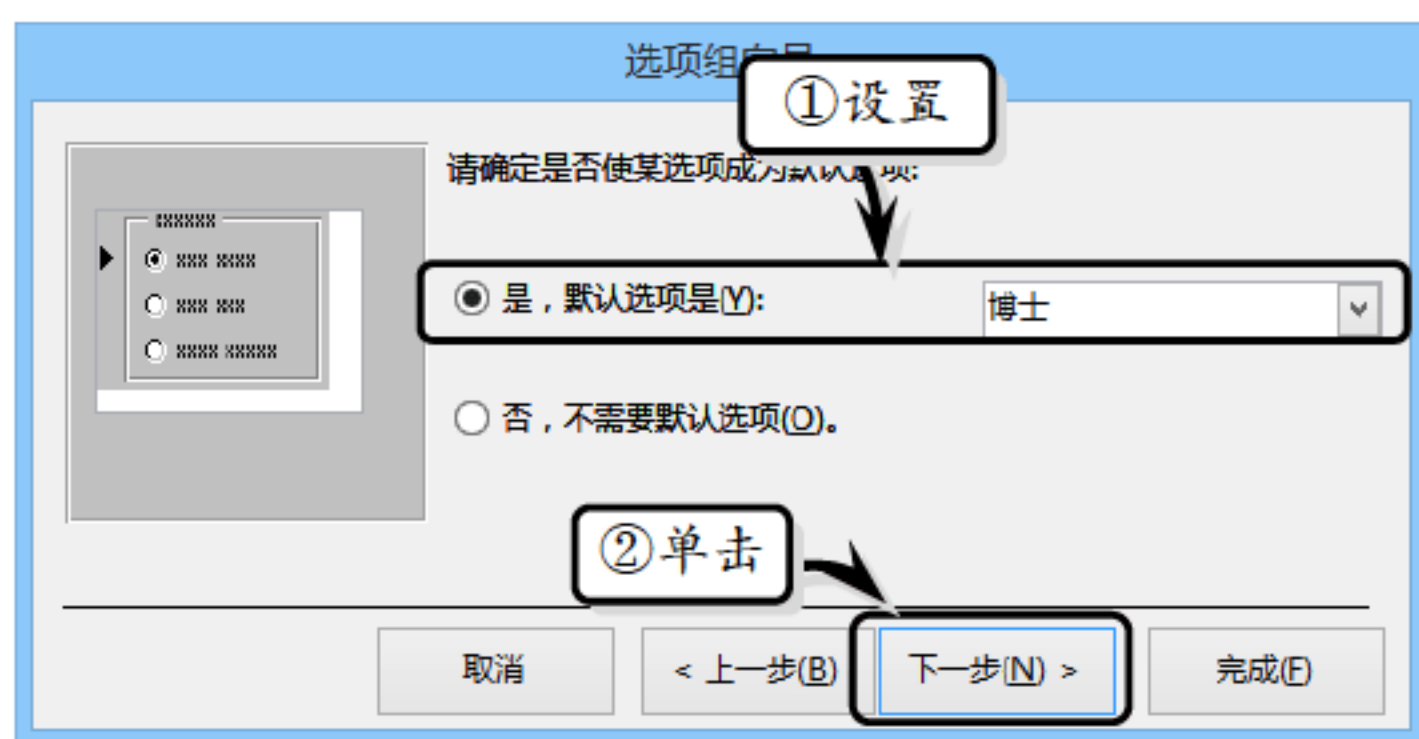 选项组向导
①设置
请确定是否使某选项成为默认选项:
是，默认选项是(Y):
博士
否，不需要默认选项(O)。
②单击
取消
< 上一步(B)
下一步(N) >
完成(F)